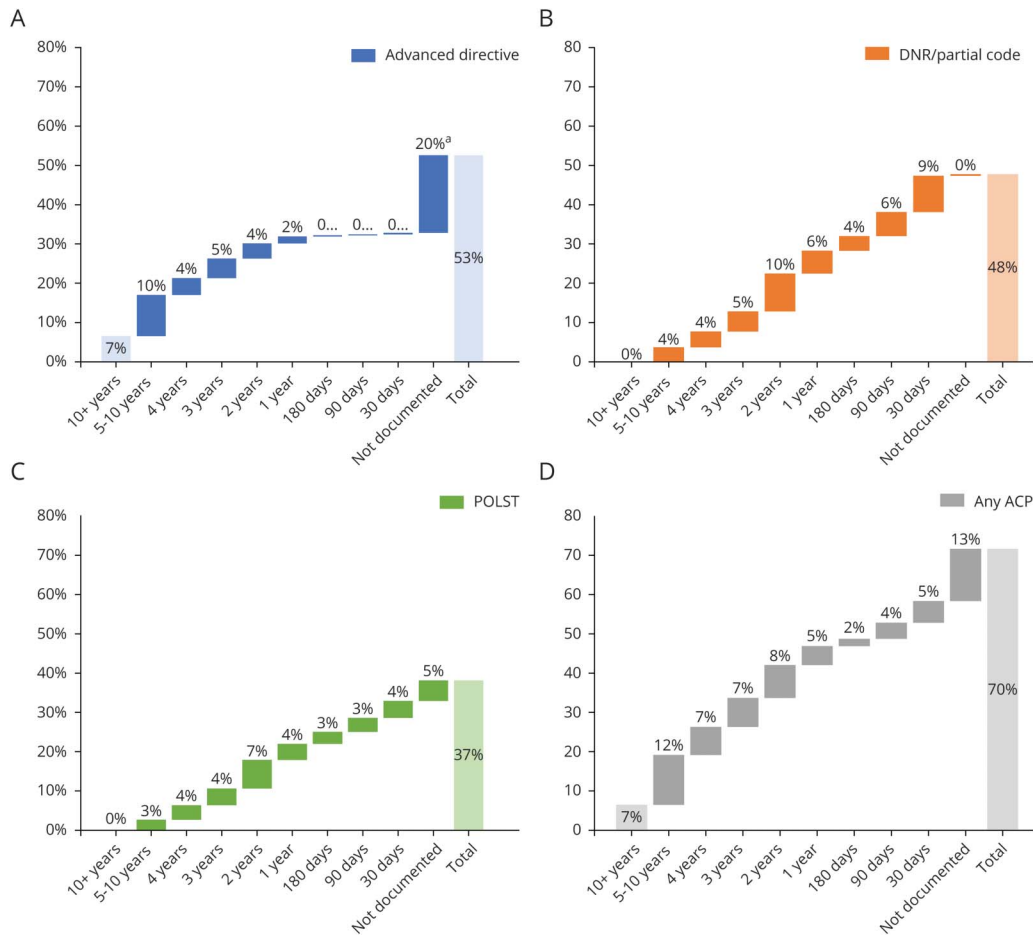 A
Advanced directive
80%
70%
60%
50%
40%
30%
20%
10%
0%
7%
10%
4%
5%
4%
2%
0...
0...
0...
20%a
53%
10+ years
5-10 years
4 years
3 years
2 years
1 year
180 days
90 days
30 days
Not documented
Total
B
DNR/partial code
80
70
60
50
40
30
20
10
0
0%
4%
4%
5%
10%
6%
4%
6%
9%
0%
48%
10+ years
5-10 years
4 years
3 years
2 years
1 year
180 days
90 days
30 days
Not documented
Total
C
POLST
80%
70%
60%
50%
40%
30%
20%
10%
0%
0%
3%
4%
4%
7%
4%
3%
3%
4%
5%
37%
10+ years
5-10 years
4 years
3 years
2 years
1 year
180 days
90 days
30 days
Not documented
Total
D
Any ACP
80
70
60
50
40
30
20
10
0
7%
12%
7%
7%
8%
5%
2%
4%
5%
13%
70%
10+ years
5-10 years
4 years
3 years
2 years
1 year
180 days
90 days
30 days
Not documented
Total